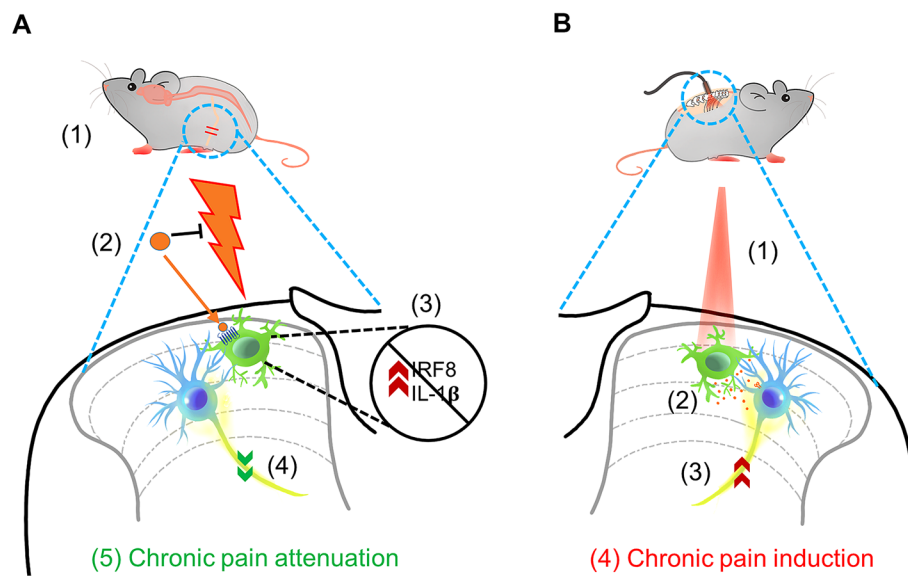 A
B
(1)
(2)
(1)
(3)
IRF8
IL-1β
(2)
(4)
(3)
(5) Chronic pain attenuation
(4) Chronic pain induction